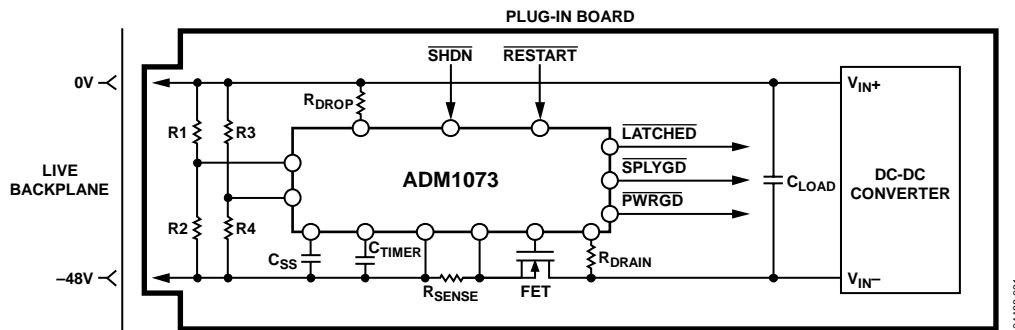 PLUG-IN BOARD
SHDN
RESTART
0V
VIN+
RDROP
R1
R3
LATCHED
LIVE
BACKPLANE
ADM1073
SPLYGD
CLOAD
DC-DC
CONVERTER
PWRGD
R2
R4
CSS
CTIMER
RDRAIN
–48V
RSENSE
FET
VIN–